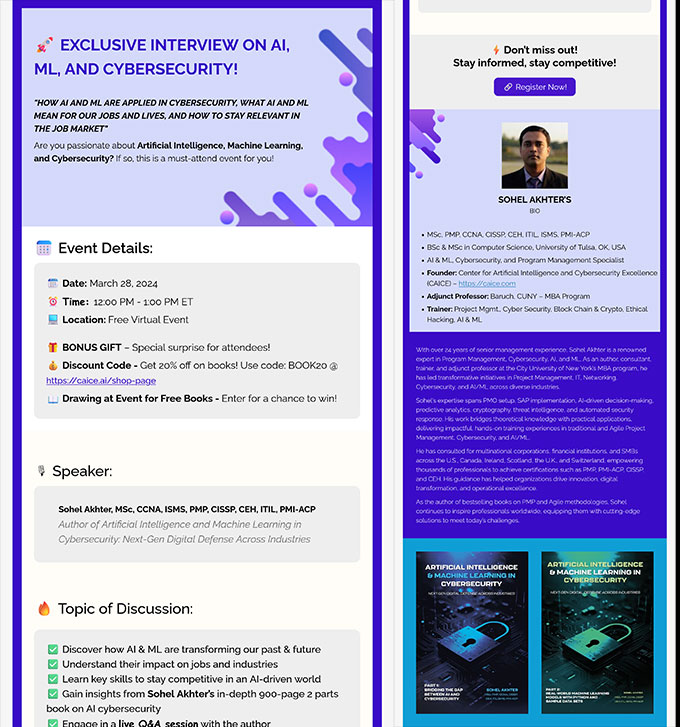 EXCLUSIVE INTERVIEW ON AI,
ML, AND CYBERSECURITY!
"HOW AI AND ML ARE APPLIED IN CYBERSECURITY, WHAT AI AND ML
MEAN FOR OUR JOBS AND LIVES, AND HOW TO STAY RELEVANT IN
THE JOB MARKET"
Are you passionate about Artificial Intelligence, Machine Learning,
and Cybersecurity? If so, this is a must-attend event for you!
Event Details:
Date: March 28, 2024
Time: 12:00 PM - 1:00 PM ET
Location: Free Virtual Event
BONUS GIFT – Special surprise for attendees!
Discount Code - Get 20% off on books! Use code: BOOK20 @
https://caice.ai/shop-page
Drawing at Event for Free Books - Enter for a chance to win!
Speaker:
Sohel Akhter, MSc, CCNA, ISMS, PMP, CISSP, CEH, ITIL, PMI-ACP
Author of Artificial Intelligence and Machine Learning in
Cybersecurity: Next-Gen Digital Defense Across Industries
Topic of Discussion:
Discover how AI & ML are transforming our past & future
Understand their impact on jobs and industries
Learn key skills to stay competitive in an AI-driven world
Gain insights from Sohel Akhter's in-depth 900-page 2 parts
book on AI cybersecurity
Engage in a live Q&A session with the author
Don't miss out!
Stay informed, stay competitive!
Register Now!
SOHEL AKHTER'S
BIO
MSc, PMP, CCNA, CISSP, CEH, ITIL, ISMS, PMI-ACP
BSc & MSc in Computer Science, University of Tulsa, OK, USA
AI & ML, Cybersecurity, and Program Management Specialist
Founder: Center for Artificial Intelligence and Cybersecurity Excellence
(CAICE) – https://caice.com
Adjunct Professor: Baruch, CUNY – MBA Program
Trainer: Project Mgmt., Cyber Security, Block Chain & Crypto, Ethical
Hacking, AI & ML
With over 24 years of senior management experience, Sohel Akhter is a renowned
expert in Program Management, Cybersecurity, AI, and ML. As an author, consultant,
trainer, and adjunct professor at the City University of New York's MBA program, he
has led transformative initiatives in Project Management, IT, Networking,
Cybersecurity, and AI/ML across diverse industries.
Sohel's expertise spans PMO setup, SAP implementation, AI-driven decision-making,
predictive analytics, cryptography, threat intelligence, and automated security
response. His work bridges theoretical knowledge with practical applications,
delivering impactful, hands-on training experiences in traditional and Agile Project
Management, Cybersecurity, and AI/ML.
He has consulted for multinational corporations, financial institutions, and SMBs
across the U.S., Canada, Ireland, Scotland, the U.K., and Switzerland, empowering
thousands of professionals to achieve certifications such as PMP, PMI-ACP, CISSP,
and CEH. His guidance has helped organizations drive innovation, digital
transformation, and operational excellence.
As the author of bestselling books on PMP and Agile methodologies, Sohel
continues to inspire professionals worldwide, equipping them with cutting-edge
solutions to meet today's challenges.
ARTIFICIAL INTELLIGENCE
& MACHINE LEARNING IN
CYBERSECURITY
NEXT-GEN DIGITAL DEFENSE ACROSS INDUSTRIES
PART 1:
BRIDGING THE GAP
BETWEEN AI AND
CYBERSECURITY
SOHEL AKHTER
ARTIFICIAL INTELLIGENCE
& MACHINE LEARNING IN
CYBERSECURITY
NEXT-GEN DIGITAL DEFENSE ACROSS INDUSTRIES
PART 2:
REAL-WORLD MACHINE LEARNING
MODELS WITH PYTHON AND
SAMPLE DATA SETS